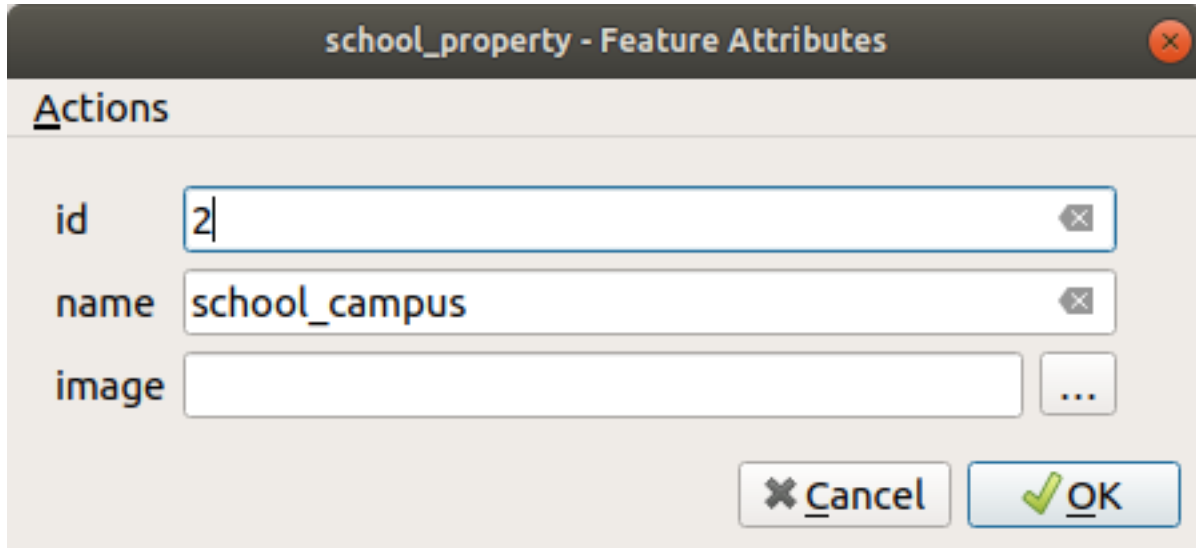 school_property - Feature Attributes
Actions
id 2
name school_campus
image ...
Cancel OK